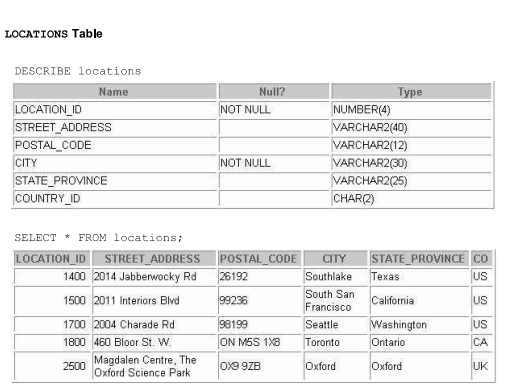 LOCATIONS Table
DESCRIBE locations
Name Null? Type
LOCATION_ID NOT NULL NUMBER(4)
STREET_ADDRESS VARCHAR2(40)
POSTAL_CODE VARCHAR2(12)
CITY NOT NULL VARCHAR2(30)
STATE_PROVINCE VARCHAR2(25)
COUNTRY_ID CHAR(2)
SELECT * FROM locations;
LOCATION_ID STREET_ADDRESS POSTAL_CODE CITY STATE_PROVINCE CO
1400 2014 Jabberwocky Rd 26192 Southlake Texas US
1500 2011 Interiors Blvd 99236 South San
Francisco California US
1700 2004 Charade Rd 98199 Seattle Washington US
1800 460 Bloor St. W. ON M5S 1X8 Toronto Ontario CA
2500 Magdalen Centre, The
Oxford Science Park OX9 9ZB Oxford Oxford UK